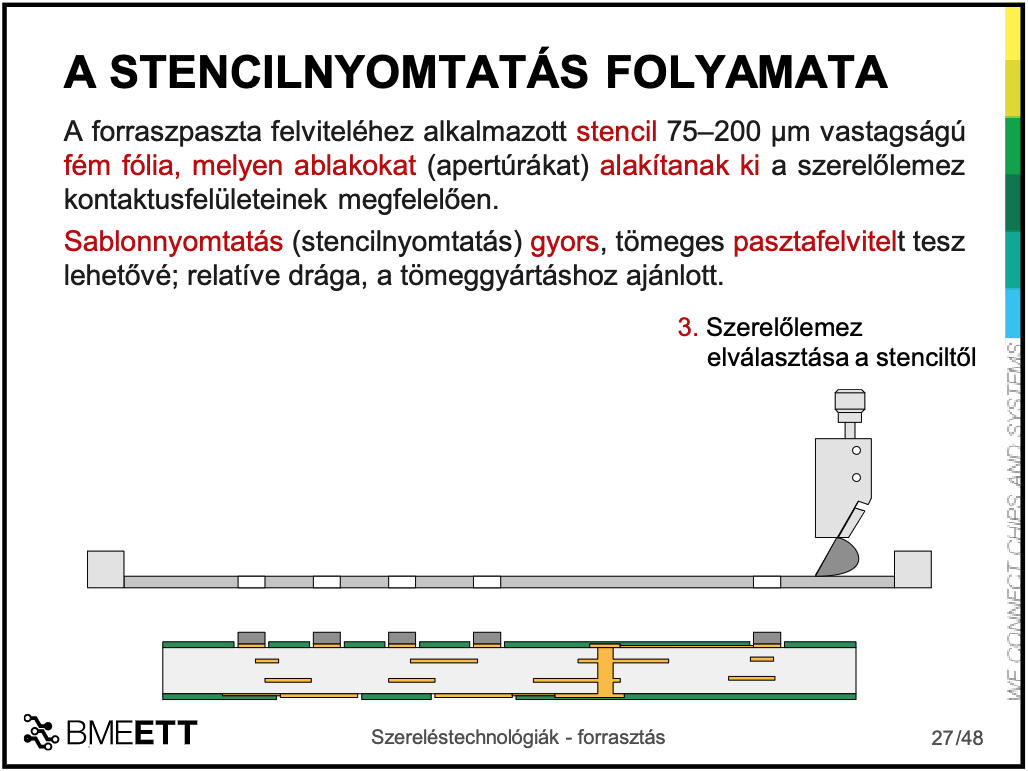 A STENCILNYOMTATÁS FOLYAMATA
A forraszpaszta felviteléhez alkalmazott stencil 75–200 µm vastagságú
fém fólia, melyen ablakokat (apertúrákat) alakítanak ki a szerelőlemez
kontaktusfelületeinek megfelelően.
Sablonnyomtatás (stencilnyomtatás) gyors, tömeges pasztafelvitelt tesz
lehetővé; relatíve drága, a tömeggyártáshoz ajánlott.
3. Szerelőlemez
elválasztása a stenciltől
WE CONNECT CHIPS AND SYSTEMS
BMEETT
Szereléstechnológiák - forrasztás
27/48